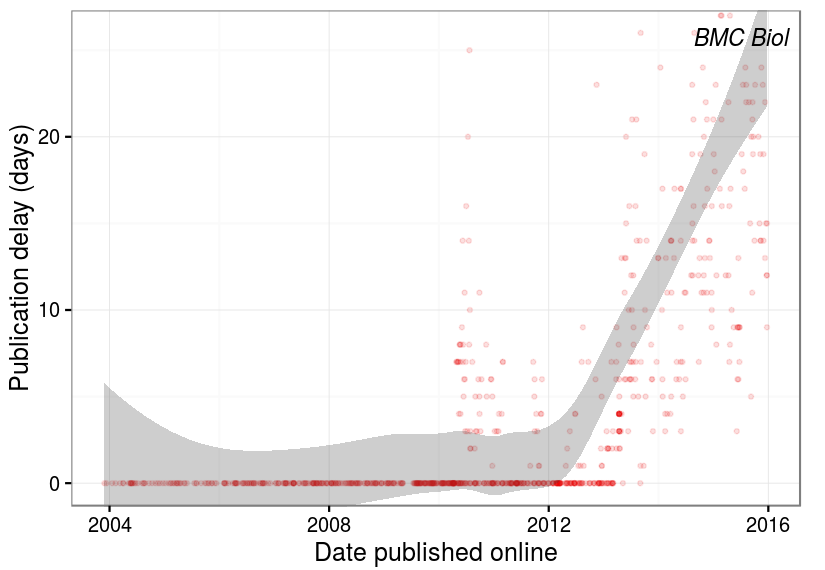 BMC Biol
Publication delay (days)
20
10
0
2004 2008 2012 2016
Date published online